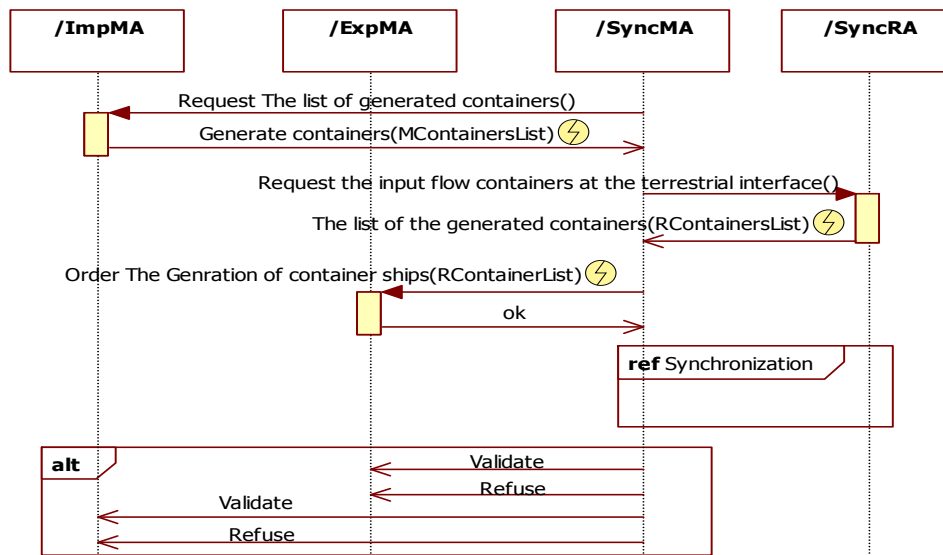 /ImpMA
/ExpMA
/SyncMA
/SyncRA
Request The list of generated containers()
Generate containers(MContainersList)
Request the input flow containers at the terrestrial interface()
The list of the generated containers(RContainersList)
Order The Genration of container ships(RContainerList)
ok
ref Synchronization
alt
Validate
Refuse
Validate
Refuse